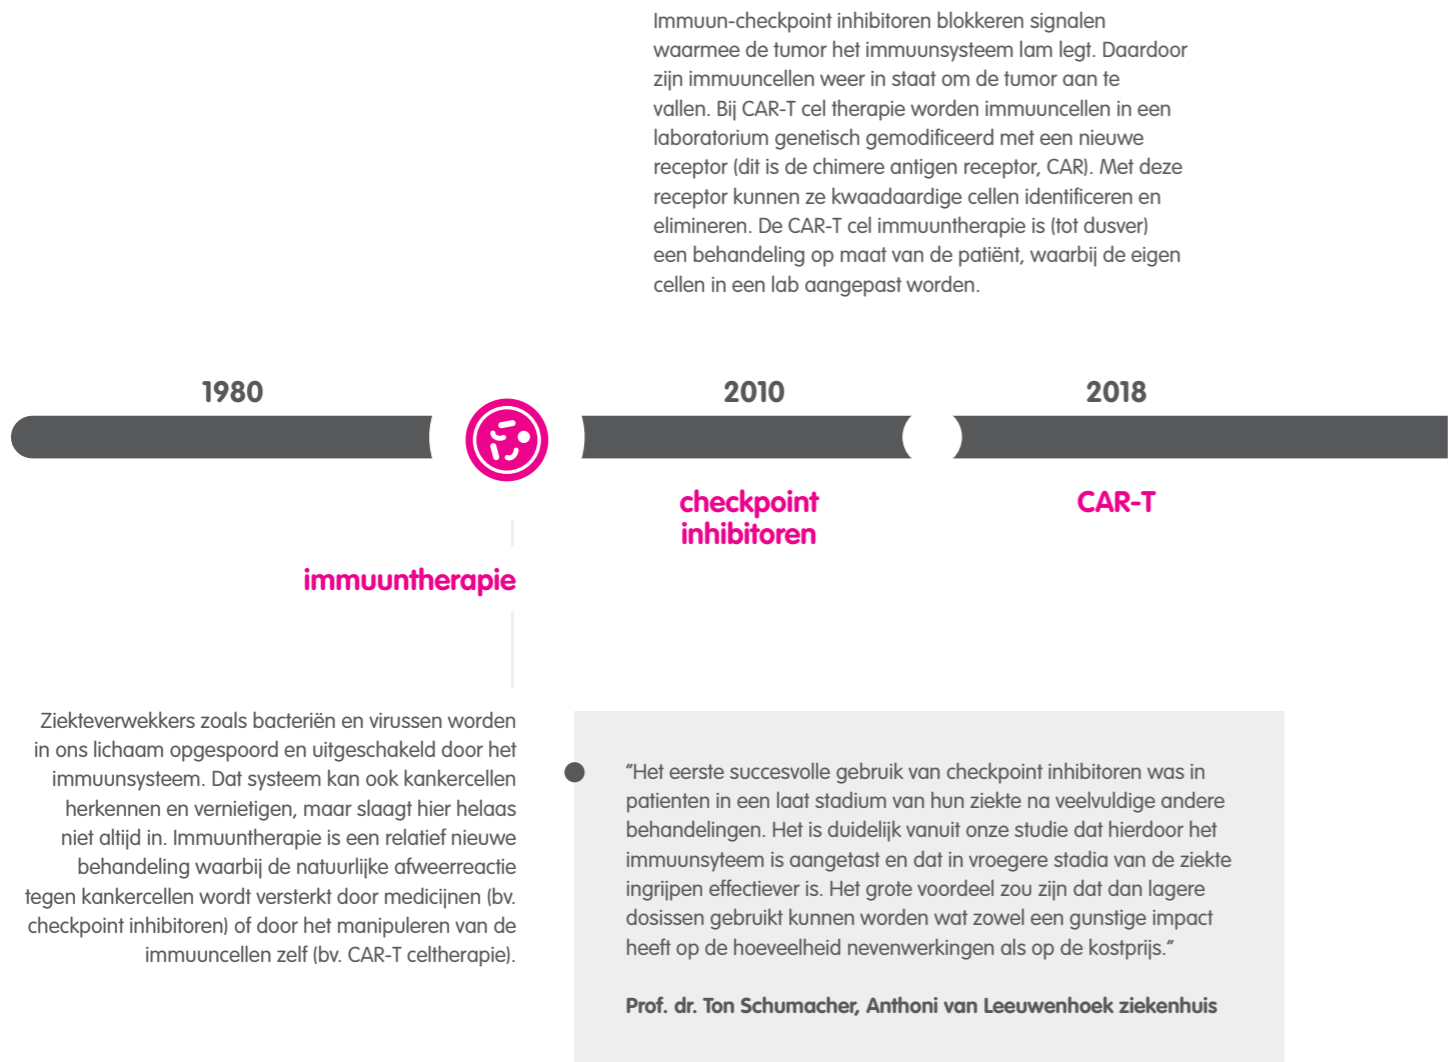 Immuun-checkpoint inhibitoren blokkeren signalen
waarmee de tumor het immuunsysteem lam legt. Daardoor
zijn immuuncellen weer in staat om de tumor aan te
vallen. Bij CAR-T cel therapie worden immuuncellen in een
laboratorium genetisch gemodificeerd met een nieuwe
receptor (dit is de chimere antigen receptor, CAR). Met deze
receptor kunnen ze kwaadaardige cellen identificeren en
elimineren. De CAR-T cel immuuntherapie is (tot dusver)
een behandeling op maat van de patiënt, waarbij de eigen
cellen in een lab aangepast worden.
1980
2010
2018
checkpoint
inhibitoren
CAR-T
immuuntherapie
Ziekteverwekkers zoals bacteriën en virussen worden
in ons lichaam opgespoord en uitgeschakeld door het
immuunsysteem. Dat systeem kan ook kankercellen
herkennen en vernietigen, maar slaagt hier helaas
niet altijd in. Immuuntherapie is een relatief nieuwe
behandeling waarbij de natuurlijke afweerreactie
tegen kankercellen wordt versterkt door medicijnen (bv.
checkpoint inhibitoren) of door het manipuleren van de
immuuncellen zelf (bv. CAR-T celtherapie).
"Het eerste succesvolle gebruik van checkpoint inhibitoren was in
patienten in een laat stadium van hun ziekte na veelvuldige andere
behandelingen. Het is duidelijk vanuit onze studie dat hierdoor het
immuunsyteem is aangetast en dat in vroegere stadia van de ziekte
ingrijpen effectiever is. Het grote voordeel zou zijn dat dan lagere
dosissen gebruikt kunnen worden wat zowel een gunstige impact
heeft op de hoeveelheid nevenwerkingen als op de kostprijs."
Prof. dr. Ton Schumacher, Anthoni van Leeuwenhoek ziekenhuis